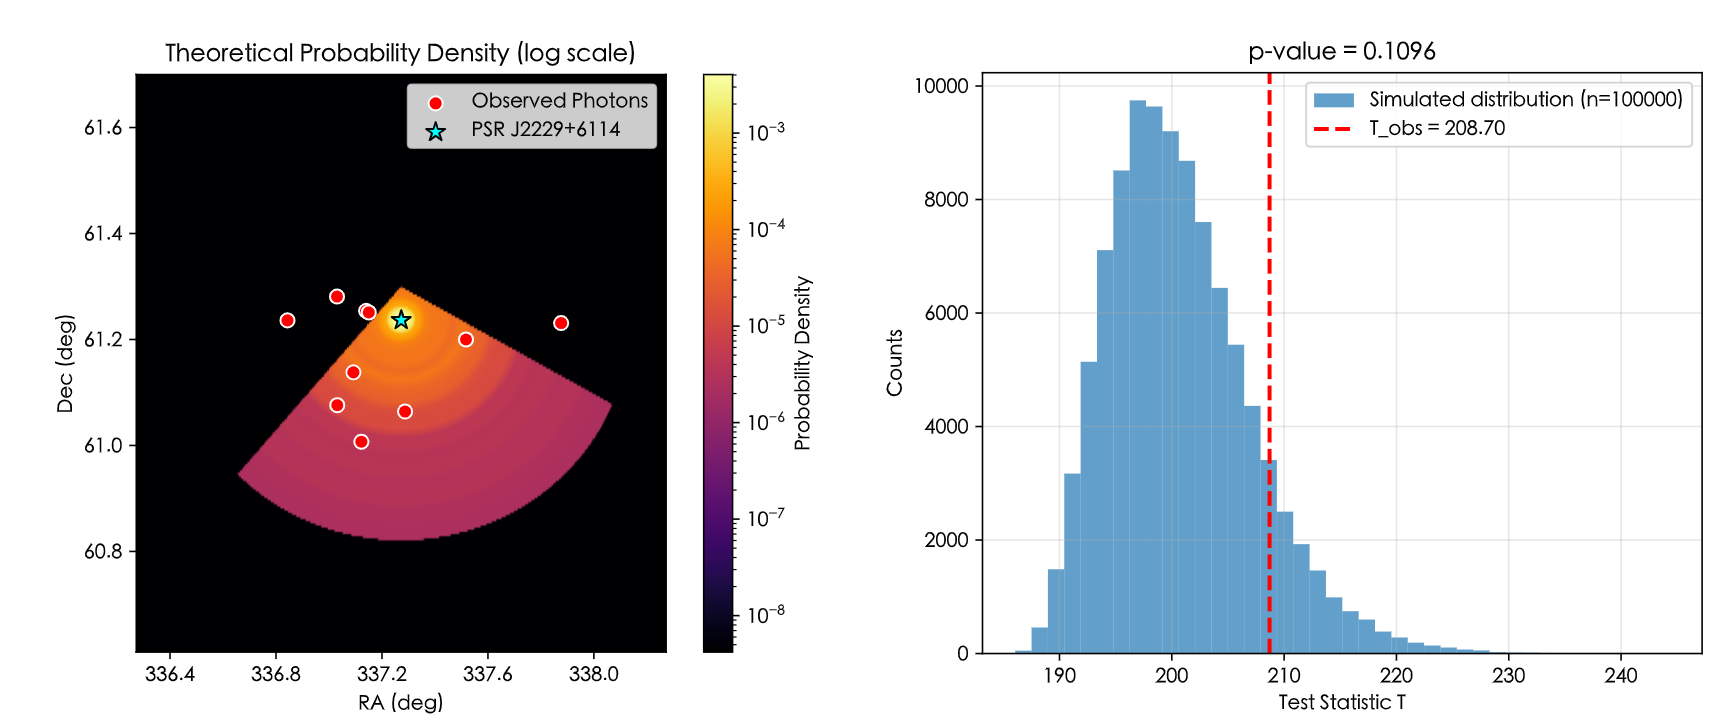 Theoretical Probability Density (log scale)
Observed Photons
PSR J2229+6114
61.6
61.4
61.2
61.0
60.8
Dec (deg)
336.4 336.8 337.2 337.6 338.0
RA (deg)
10⁻³
10⁻⁴
10⁻⁵
10⁻⁶
10⁻⁷
10⁻⁸
Probability Density
p-value = 0.1096
Simulated distribution (n=100000)
T_obs = 208.70
10000
8000
6000
4000
2000
0
Counts
190 200 210 220 230 240
Test Statistic T